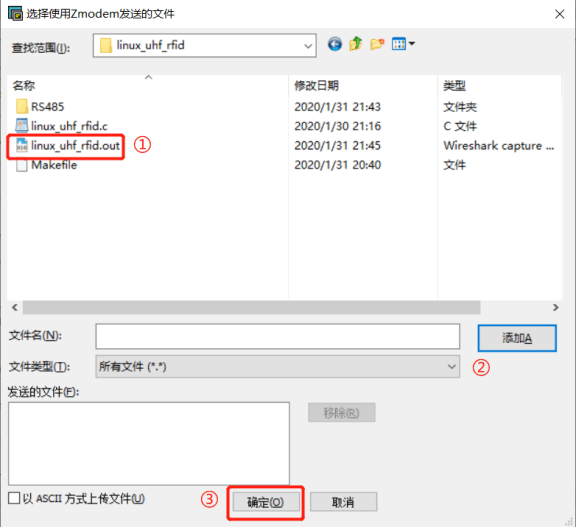 选择使用Zmodem发送的文件
查找范围(I):
linux_uhf_rfid
名称 修改日期 类型
RS485 2020/1/31 21:43 文件夹
linux_uhf_rfid.c 2020/1/30 21:16 C 文件
linux_uhf_rfid.out 2020/1/31 21:45 Wireshark capture ...
①
Makefile 2020/1/31 20:40 文件
文件名(N):
添加A
文件类型(T): 所有文件 (*.*)
②
发送的文件(F):
移除(R)
以 ASCII 方式上传文件(U)
③
确定(O)
取消